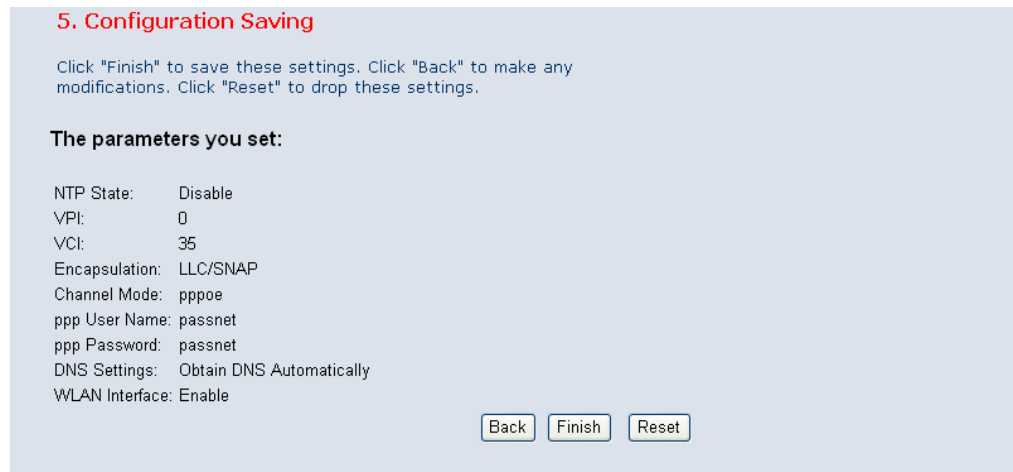 5. Configuration Saving
Click "Finish" to save these settings. Click "Back" to make any
modifications. Click "Reset" to drop these settings.
The parameters you set:
NTP State: Disable
VPI: 0
VCI: 35
Encapsulation: LLC/SNAP
Channel Mode: pppoe
ppp User Name: passnet
ppp Password: passnet
DNS Settings: Obtain DNS Automatically
WLAN Interface: Enable
Back Finish Reset